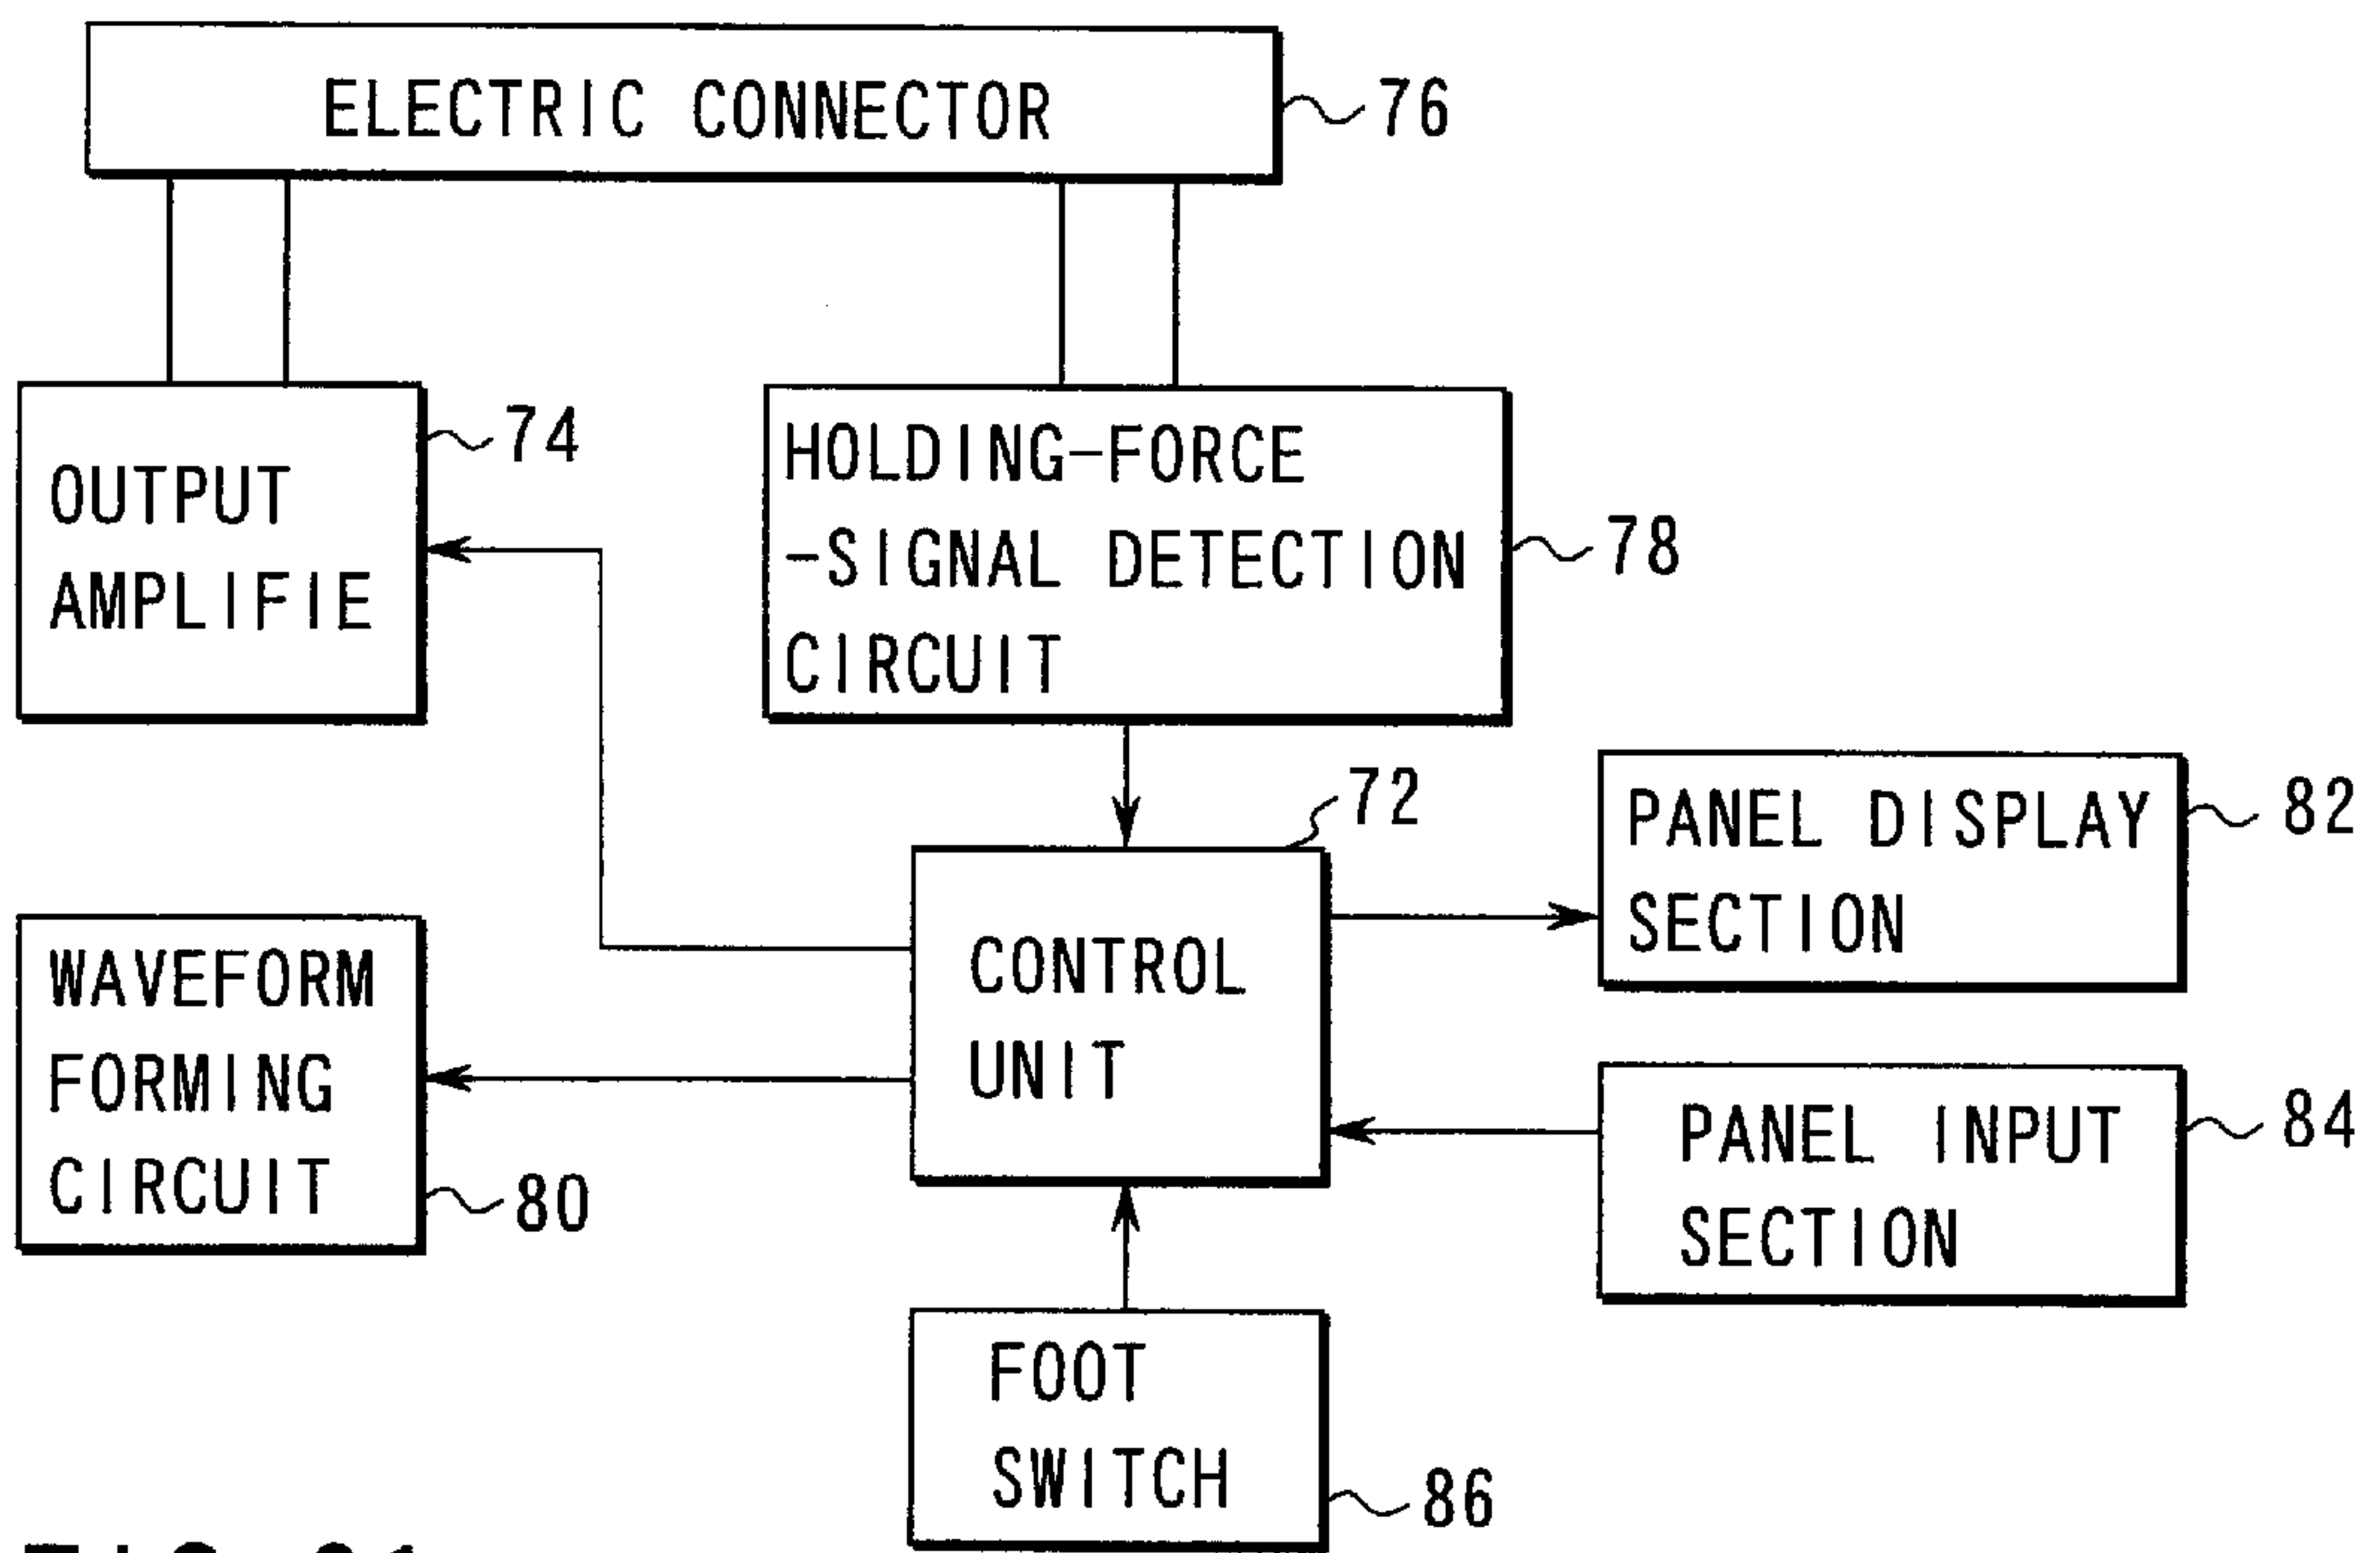 ELECTRIC CONNECTOR
76
74
OUTPUT
AMPLIFIE
HOLDING-FORCE
-SIGNAL DETECTION
CIRCUIT
78
72
PANEL DISPLAY
SECTION
82
WAVEFORM
FORMING
CIRCUIT
80
CONTROL
UNIT
PANEL INPUT
SECTION
84
FOOT
SWITCH
86